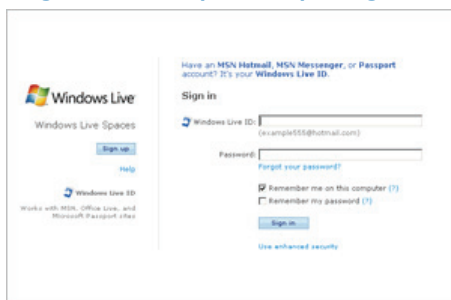 Have an MSN Hotmail, MSN Messenger, or Passport
account? It's your Windows Live ID.
Windows Live
Windows Live Spaces
Sign up
Help
Windows Live ID
Works with MSN, Office Live, and
Microsoft Passport sites
Sign in
Windows Live ID:
(example555@hotmail.com)
Password:
Forgot your password?
Remember me on this computer (?)
Remember my password (?)
Sign in
Use enhanced security